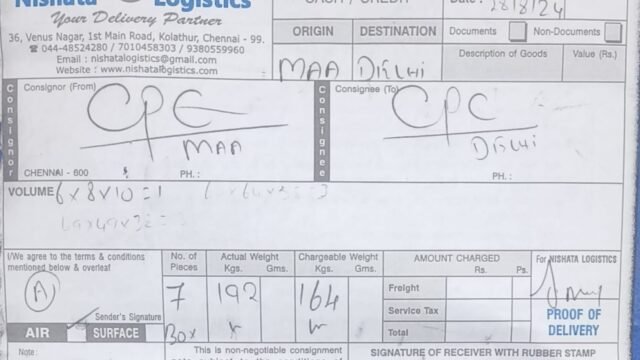 Nishata Logistics
Your Delivery Partner
36, Venus Nagar, 1st Main Road, Kolathur, Chennai - 99.
☎ 044-48524280 / 7010458303 / 9380559960
Email : nishatalogistics@gmail.com
Website : www.nishatalogistics.com
CASH / CREDIT
Date : 28/8/24
ORIGIN DESTINATION
MAA DELHI
Documents Non-Documents
Description of Goods Value (Rs.)
Consignor
Consignor (From)
CPC
MAA
CHENNAI - 600 PH. :
Consignee
Consignee (To)
CPC
DELHI
PH. :
VOLUME 6 x 8 x 10 = 1
I/We agree to the terms & conditions
mentioned below & overleaf
A
Sender's Signature
AIR SURFACE
No. of Pieces
7
Box
Actual Weight
Kgs. Gms.
192
Chargeable Weight
Kgs. Gms.
164
AMOUNT CHARGED
Rs. Ps.
Freight
Service Tax
Total
For NISHATA LOGISTICS
PROOF OF
DELIVERY
Note :
This is non-negotiable consignment
SIGNATURE OF RECEIVER WITH RUBBER STAMP